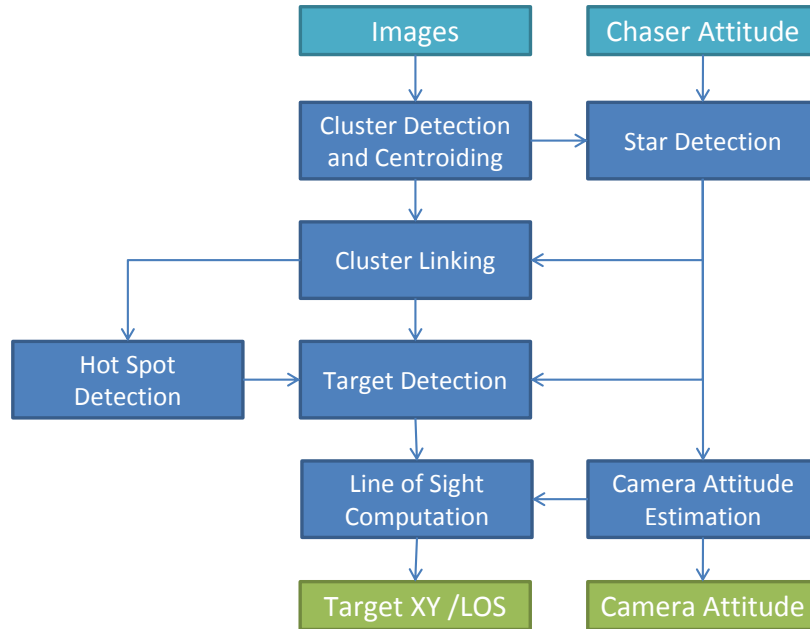 Images
Chaser Attitude
Cluster Detection
and Centroiding
Star Detection
Cluster Linking
Hot Spot
Detection
Target Detection
Line of Sight
Computation
Camera Attitude
Estimation
Target XY /LOS
Camera Attitude